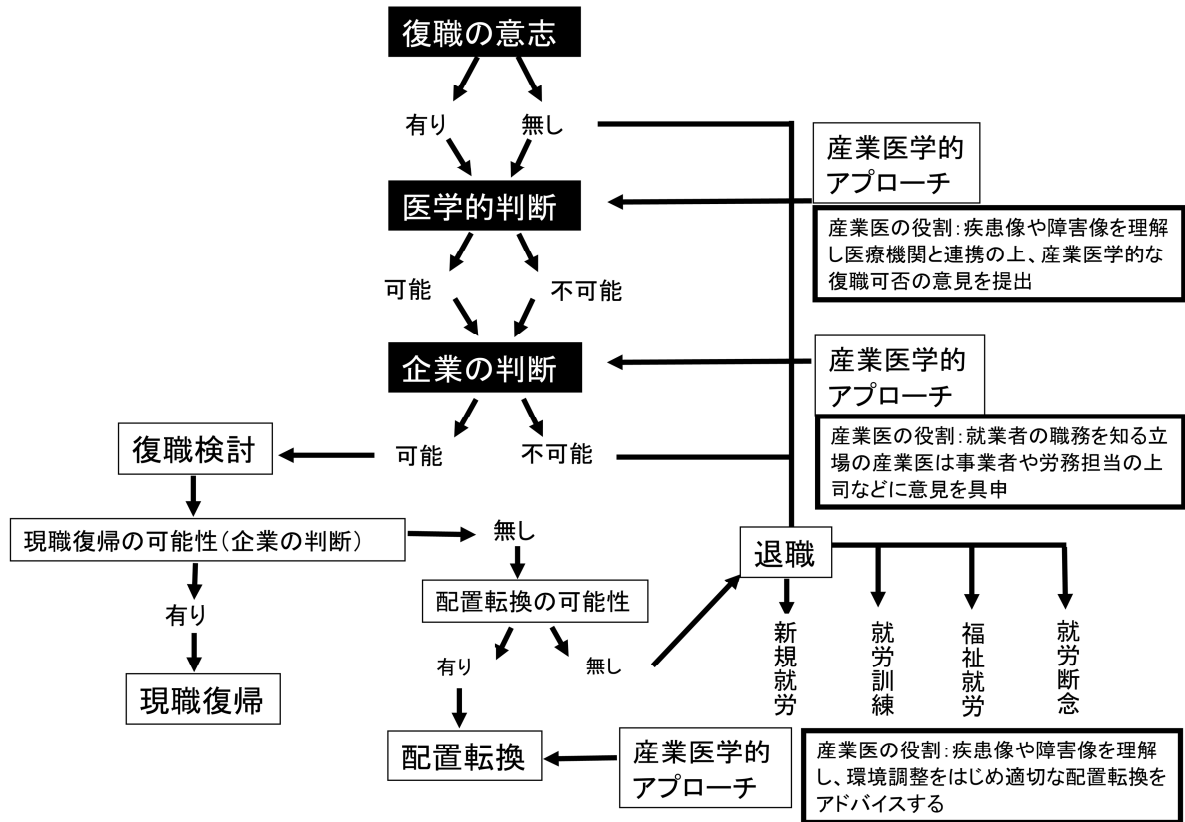 復職の意志
有り
無し
産業医学的
アプローチ
医学的判断
産業医の役割：疾患像や障害像を理解
し医療機関と連携の上、産業医学的な
復職可否の意見を提出
可能
不可能
企業の判断
産業医学的
アプローチ
産業医の役割：就業者の職務を知る立
場の産業医は事業者や労務担当の上
司などに意見を具申
復職検討
可能
不可能
現職復帰の可能性（企業の判断）
無し
退職
有り
配置転換の可能性
新規就労
就労訓練
福祉就労
就労断念
有り
無し
現職復帰
配置転換
産業医学的
アプローチ
産業医の役割：疾患像や障害像を理解
し、環境調整をはじめ適切な配置転換を
アドバイスする